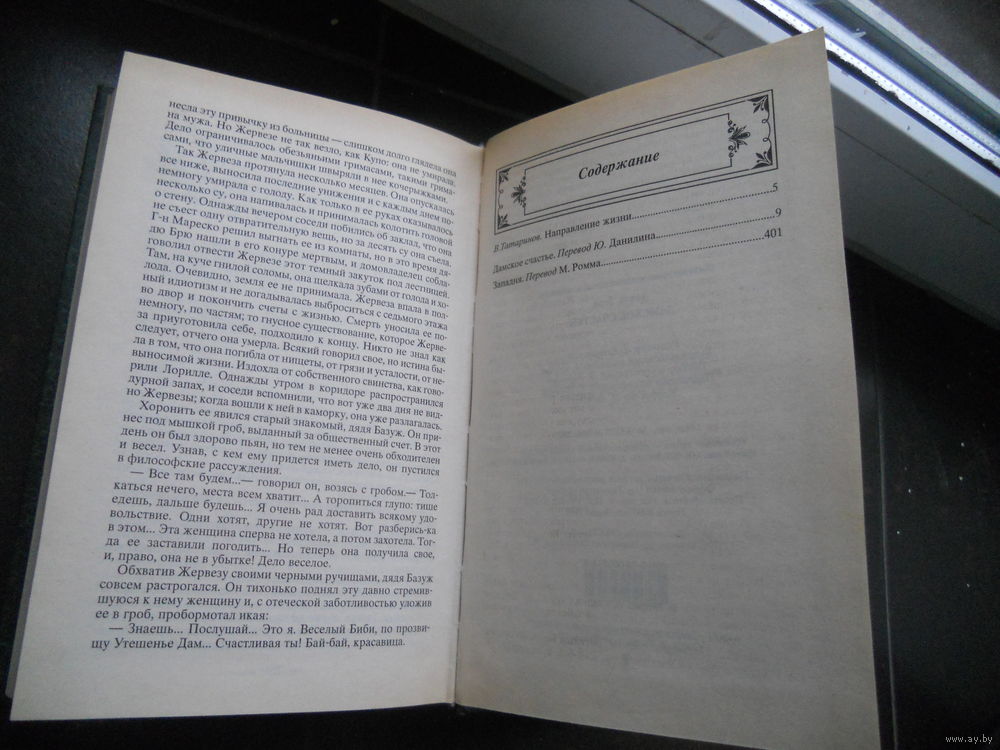 несла эту привычку из больницы — слишком долго глядела она
на мужа. Но Жервезе не так везло, как Купо: она не умирала.
Дело ограничивалось обезьяньими гримасами, такими грима-
сами, что уличные мальчишки швыряли в нее кочерыжками.
Так Жервеза протянула несколько месяцев. Она опускалась
все ниже, выносила последние унижения и с каждым днем по-
немногу умирала с голоду. Как только в ее руках оказывалось
несколько су, она напивалась и принималась колотить головой
о стену. Однажды вечером соседи побились об заклад, что она
не съест одну отвратительную вещь, но за десять су она съела.
Г-н Мареско решил выгнать ее из комнаты, но в это время дя-
дю Брю нашли в его конуре мертвым, и домовладелец собла-
говолил отвести Жервезе этот темный закуток под лестницей.
Там, на куче гнилой соломы, она щелкала зубами от голода и хо-
лода. Очевидно, земля ее не принимала. Жервеза впала в пол-
ный идиотизм и не догадывалась выброситься с седьмого этажа
во двор и покончить счеты с жизнью. Смерть уносила ее по-
немногу, по частям; то гнусное существование, которое Жерве-
за приуготовила себе, подходило к концу. Никто не знал как
следует, отчего она умерла. Всякий говорил свое, но истина бы-
ла в том, что она погибла от нищеты, от грязи и усталости, от не-
выносимой жизни. Издохла от собственного свинства, как гово-
рили Лорилле. Однажды утром в коридоре распространился
дурной запах, и соседи вспомнили, что вот уже два дня не вид-
но Жервезы; когда вошли к ней в каморку, она уже разлагалась.
Хоронить ее явился старый знакомый, дядя Базуж. Он при-
нес под мышкой гроб, выданный за общественный счет. В этот
день он был здорово пьян, но тем не менее очень обходителен
и весел. Узнав, с кем ему придется иметь дело, он пустился
в философские рассуждения.
— Все там будем...— говорил он, возясь с гробом.— Тол-
каться нечего, места всем хватит... А торопиться глупо: тише
едешь, дальше будешь... Я очень рад доставить всякому удо-
вольствие. Одни хотят, другие не хотят. Вот разберись-ка
в этом... Эта женщина сперва не хотела, а потом захотела. Тог-
да ее заставили погодить... Но теперь она получила свое,
и, право, она не в убытке! Дело веселое.
Обхватив Жервезу своими черными ручищами, дядя Базуж
совсем растрогался. Он тихонько поднял эту давно стремив-
шуюся к нему женщину и, с отеческой заботливостью уложив
ее в гроб, пробормотал икая:
— Знаешь... Послушай... Это я. Веселый Биби, по прозви-
щу Утешенье Дам... Счастливая ты! Бай-бай, красавица.
Содержание
В. Татаринов. Направление жизни...5
Дамское счастье. Перевод Ю. Данилина...9
Западня. Перевод М. Ромма...401
www.ay.by